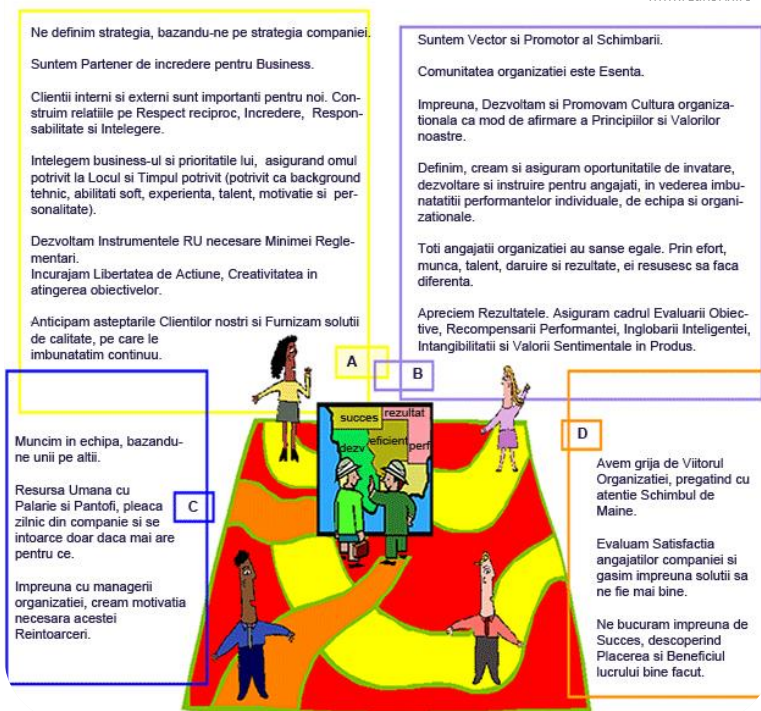 Ne definim strategia, bazandu-ne pe strategia companiei.
Suntem Partener de incredere pentru Business.
Clientii interni si externi sunt importanti pentru noi. Con-
struim relatiile pe Respect reciproc, Incredere, Respon-
sabilitate si Intelegere.
Intelegem business-ul si prioritatile lui, asigurand omul
potrivit la Locul si Timpul potrivit (potrivit ca background
tehnic, abilitati soft, experienta, talent, motivatie si per-
sonalitate).
Dezvoltam Instrumentele RU necesare Minimei Regle-
mentari.
Incurajam Libertatea de Actiune, Creativitatea in
atingerea obiectivelor.
Anticipam asteptarile Clientilor nostri si Furnizam solutii
de calitate, pe care le
imbunatatim continuu.
A
Suntem Vector si Promotor al Schimbarii.
Comunitatea organizatiei este Esenta.
Impreuna, Dezvoltam si Promovam Cultura organiza-
tionala ca mod de afirmare a Principiilor si Valorilor
noastre.
Definim, cream si asiguram oportunitatile de invatare,
dezvoltare si instruire pentru angajati, in vederea imbu-
natatitii performantelor individuale, de echipa si organi-
zationale.
Toti angajatii organizatiei au sanse egale. Prin efort,
munca, talent, daruire si rezultate, ei resusesc sa faca
diferenta.
Apreciem Rezultatele. Asiguram cadrul Evaluarii Obiec-
tive, Recompensarii Performantei, Inglobarii Inteligentei,
Intangibilitatii si Valorii Sentimentale in Produs.
B
succes
rezultat
dezv
eficient
perf
Muncim in echipa, bazandu-
ne unii pe altii.
Resursa Umana cu
Palarie si Pantofi, pleaca
zilnic din companie si se
intoarce doar daca mai are
pentru ce.
Impreuna cu managerii
organizatiei, cream motivatia
necesara acestei
Reintoarceri.
C
D
Avem grija de Viitorul
Organizatiei, pregatind cu
atentie Schimbul de
Maine.
Evaluam Satisfactia
angajatilor companiei si
gasim impreuna solutii sa
ne fie mai bine.
Ne bucuram impreuna de
Succes, descoperind
Placerea si Beneficiul
lucrului bine facut.